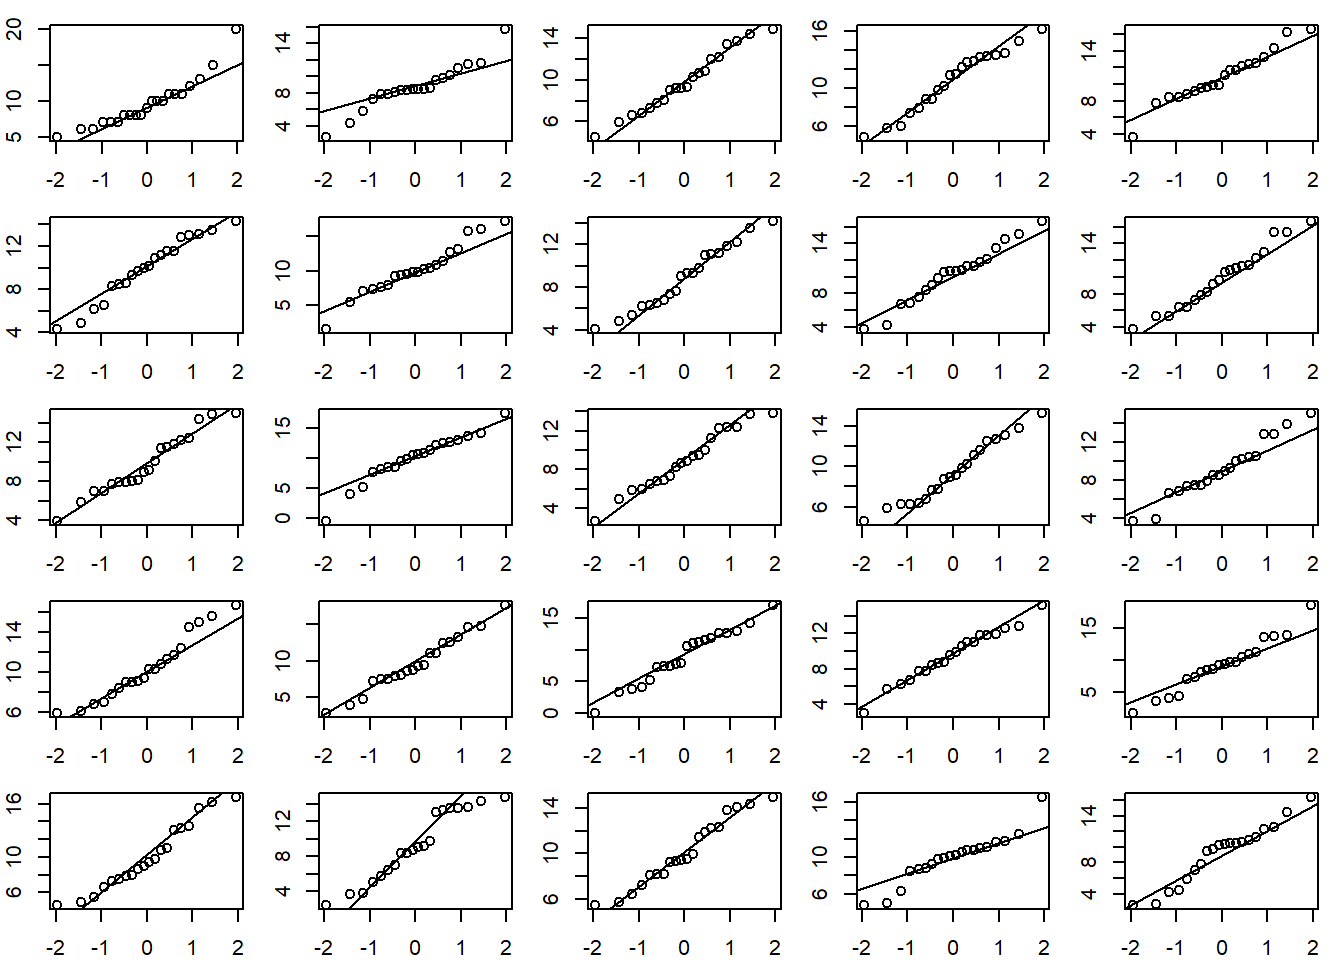 20 14 14 16 16
10 8 10 10 12
5 4 6 6 8
4
-2 -1 0 1 2 -2 -1 0 1 2 -2 -1 0 1 2 -2 -1 0 1 2 -2 -1 0 1 2
12 10 12 14 14
8 5 8 8 8
4 4 4 4
-2 -1 0 1 2 -2 -1 0 1 2 -2 -1 0 1 2 -2 -1 0 1 2 -2 -1 0 1 2
12 15 12 14 12
8 5 8 10 8
4 0 4 6 4
-2 -1 0 1 2 -2 -1 0 1 2 -2 -1 0 1 2 -2 -1 0 1 2 -2 -1 0 1 2
14 10 15 12 15
10 5 5 8 5
6 0 4
-2 -1 0 1 2 -2 -1 0 1 2 -2 -1 0 1 2 -2 -1 0 1 2 -2 -1 0 1 2
16 12 14 16 14
10 8 10 10 8
6 4 6 6 4
-2 -1 0 1 2 -2 -1 0 1 2 -2 -1 0 1 2 -2 -1 0 1 2 -2 -1 0 1 2